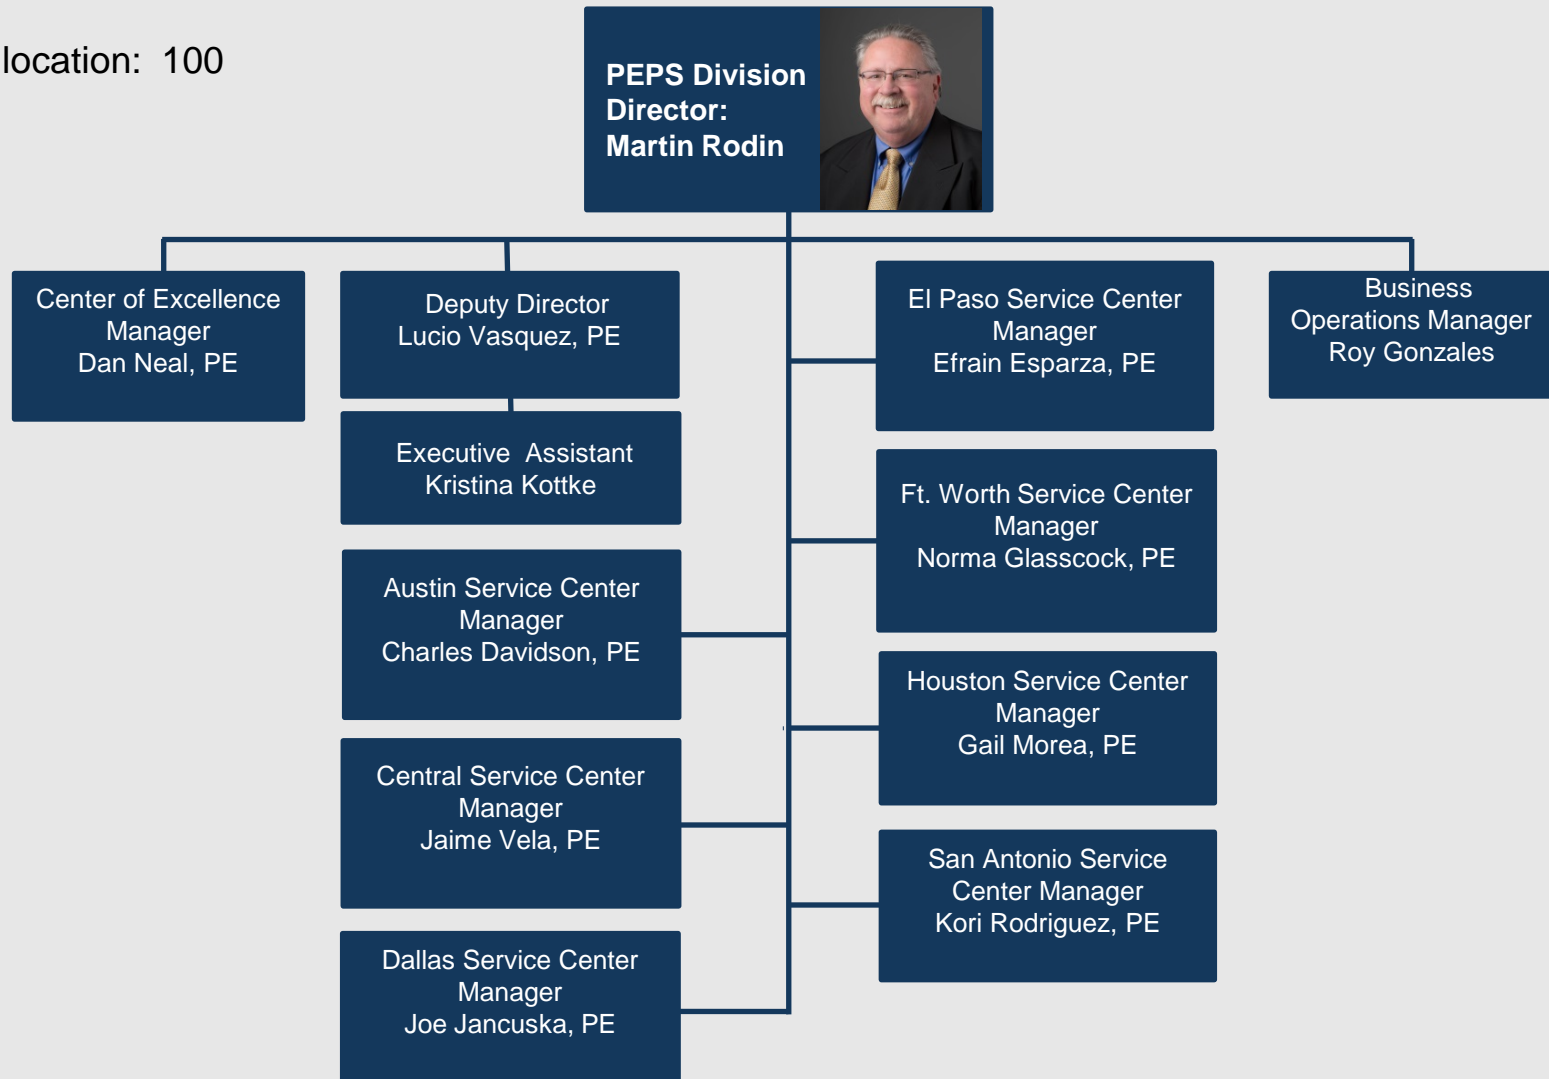 location: 100
PEPS Division
Director:
Martin Rodin
Center of Excellence
Manager
Dan Neal, PE
Deputy Director
Lucio Vasquez, PE
Executive  Assistant
Kristina Kottke
Austin Service Center
Manager
Charles Davidson, PE
Central Service Center
Manager
Jaime Vela, PE
Dallas Service Center
Manager
Joe Jancuska, PE
El Paso Service Center
Manager
Efrain Esparza, PE
Ft. Worth Service Center
Manager
Norma Glasscock, PE
Houston Service Center
Manager
Gail Morea, PE
San Antonio Service
Center Manager
Kori Rodriguez, PE
Business
Operations Manager
Roy Gonzales